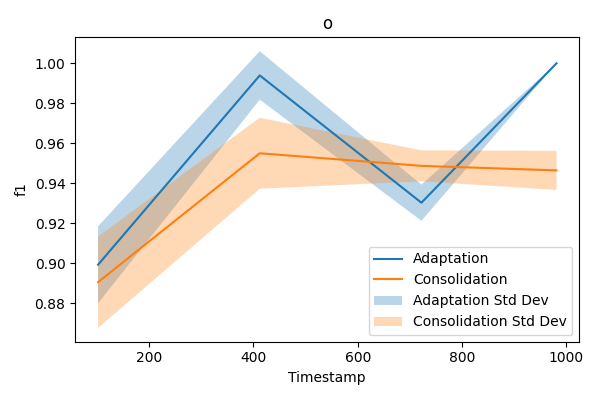 o
f1
1.00
0.98
0.96
0.94
0.92
0.90
0.88
200
400
600
800
1000
Timestamp
Adaptation
Consolidation
Adaptation Std Dev
Consolidation Std Dev